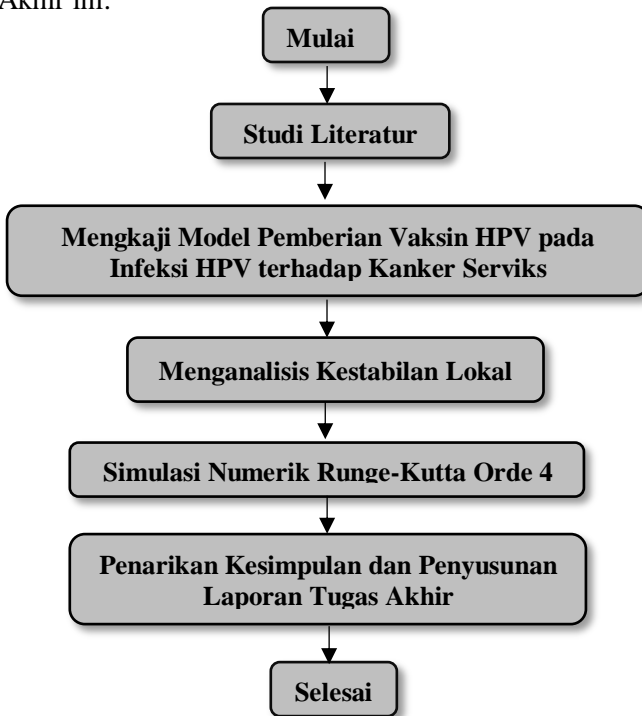 Akhir ini.
Mulai
Studi Literatur
Mengkaji Model Pemberian Vaksin HPV pada
Infeksi HPV terhadap Kanker Serviks
Menganalisis Kestabilan Lokal
Simulasi Numerik Runge-Kutta Orde 4
Penarikan Kesimpulan dan Penyusunan
Laporan Tugas Akhir
Selesai